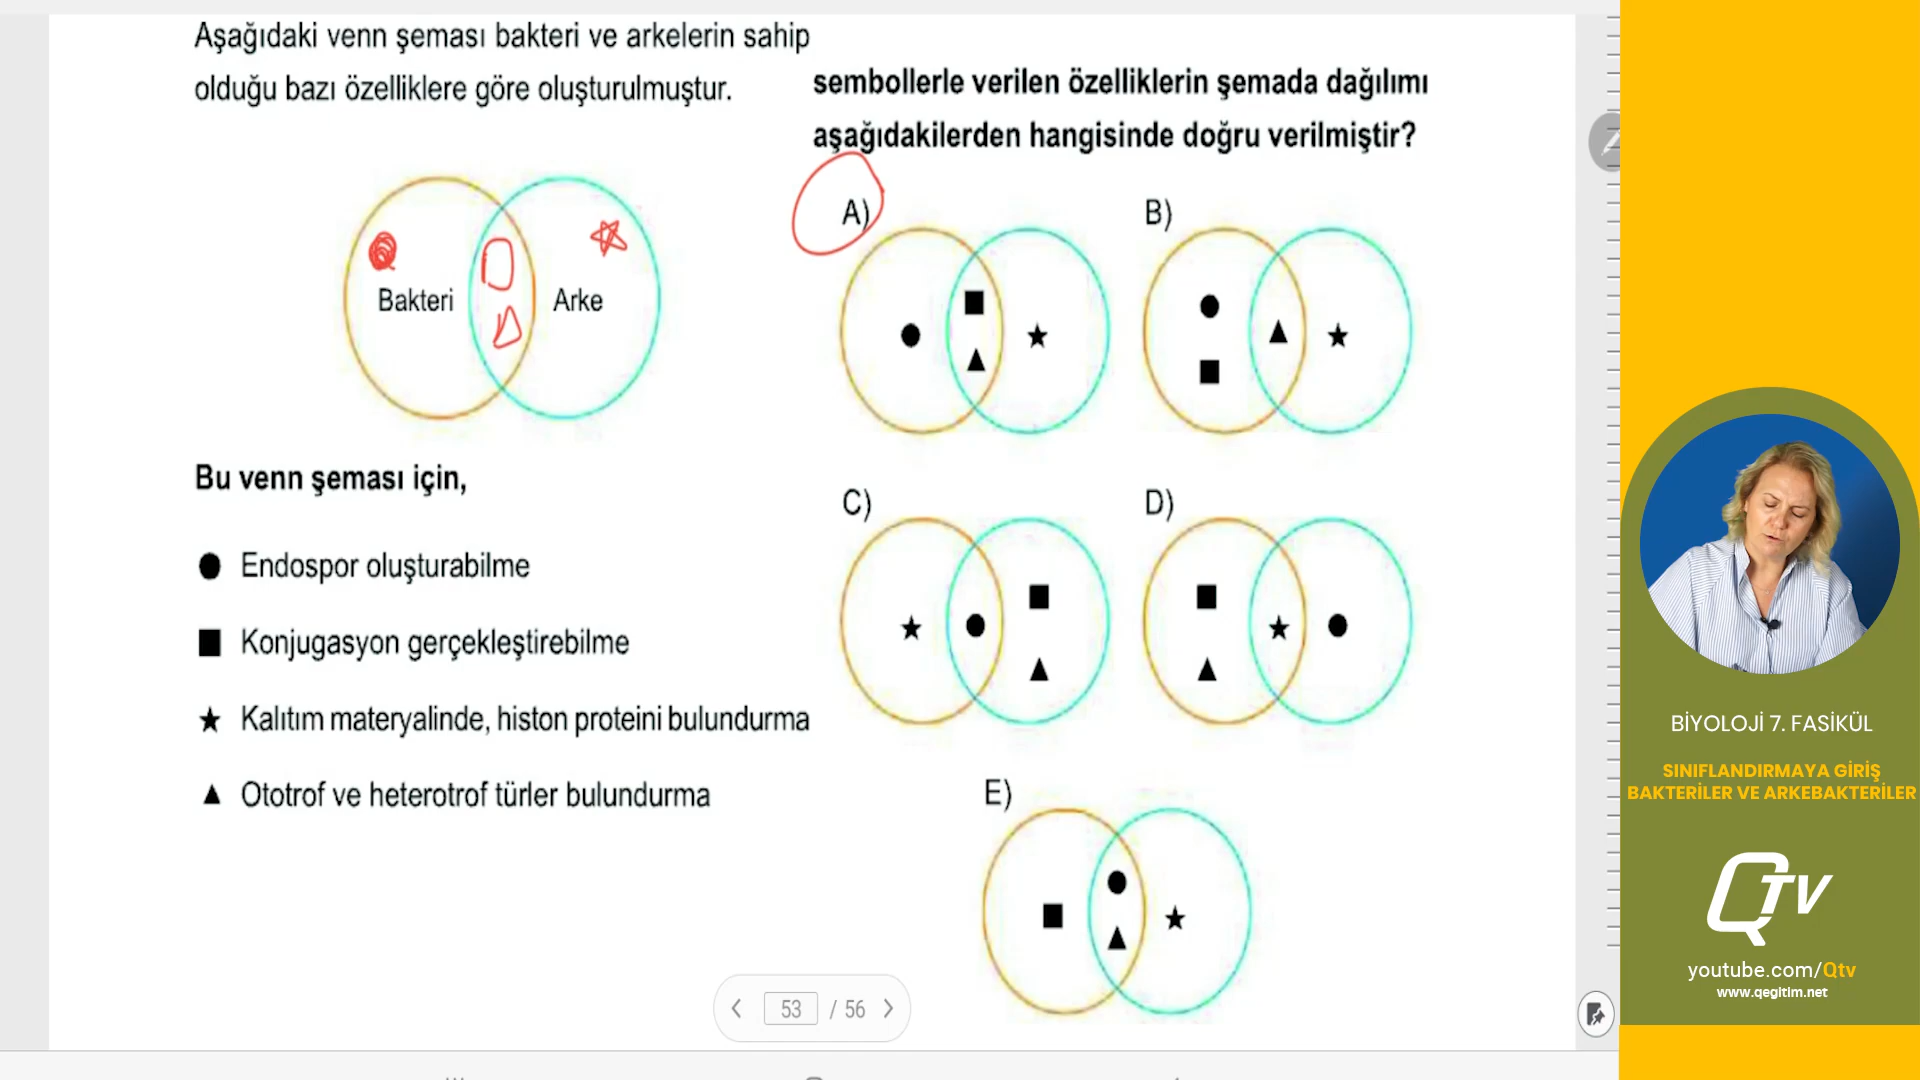 Aşağıdaki venn şeması bakteri ve arkelerin sahip
olduğu bazı özelliklere göre oluşturulmuştur.
Bakteri
Arke
Bu venn şeması için,
Endospor oluşturabilme
Konjugasyon gerçekleştirebilme
Kalıtım materyalinde, histon proteini bulundurma
Ototrof ve heterotrof türler bulundurma
sembollerle verilen özelliklerin şemada dağılımı
aşağıdakilerden hangisinde doğru verilmiştir?
A)
B)
C)
D)
E)
53 / 56
BİYOLOJİ 7. FASİKÜL
SINIFLANDIRMAYA GİRİŞ
BAKTERİLER VE ARKEBAKTERİLER
QTV
youtube.com/Qtv
www.qegitim.net